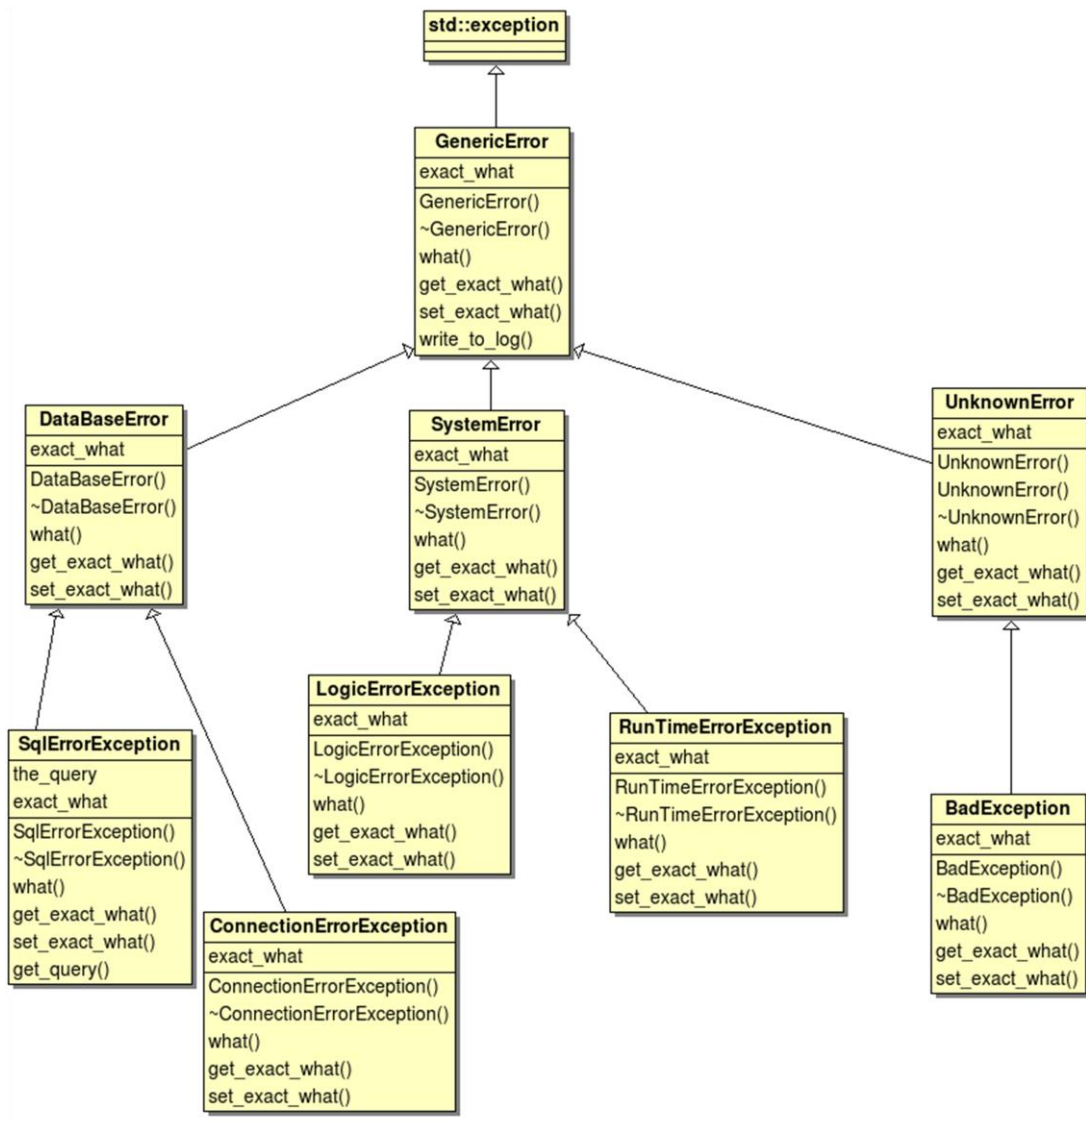 std::exception
GenericError
exact_what
GenericError()
~GenericError()
what()
get_exact_what()
set_exact_what()
write_to_log()
DataBaseError
exact_what
DataBaseError()
~DataBaseError()
what()
get_exact_what()
set_exact_what()
SystemError
exact_what
SystemError()
~SystemError()
what()
get_exact_what()
set_exact_what()
UnknownError
exact_what
UnknownError()
UnknownError()
~UnknownError()
what()
get_exact_what()
set_exact_what()
SqlErrorException
the_query
exact_what
SqlErrorException()
~SqlErrorException()
what()
get_exact_what()
set_exact_what()
get_query()
ConnectionErrorException
exact_what
ConnectionErrorException()
~ConnectionErrorException()
what()
get_exact_what()
set_exact_what()
LogicErrorException
exact_what
LogicErrorException()
~LogicErrorException()
what()
get_exact_what()
set_exact_what()
RunTimeErrorException
exact_what
RunTimeErrorException()
~RunTimeErrorException()
what()
get_exact_what()
set_exact_what()
BadException
exact_what
BadException()
~BadException()
what()
get_exact_what()
set_exact_what()